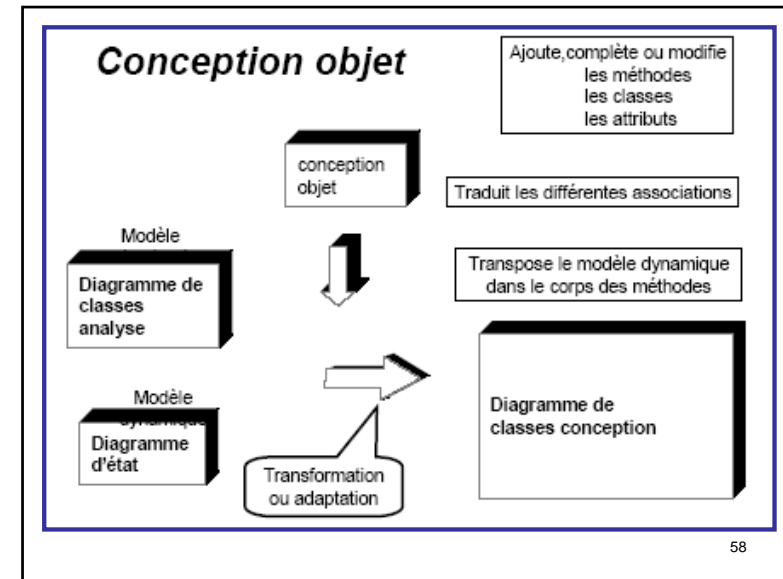 Conception objet
Ajoute,complète ou modifie
les méthodes
les classes
les attributs
conception
objet
Traduit les différentes associations
Modèle
Diagramme de
classes
analyse
Transpose le modèle dynamique
dans le corps des méthodes
Modèle
dynamique
Diagramme
d'état
Transformation
ou adaptation
Diagramme de
classes conception
58